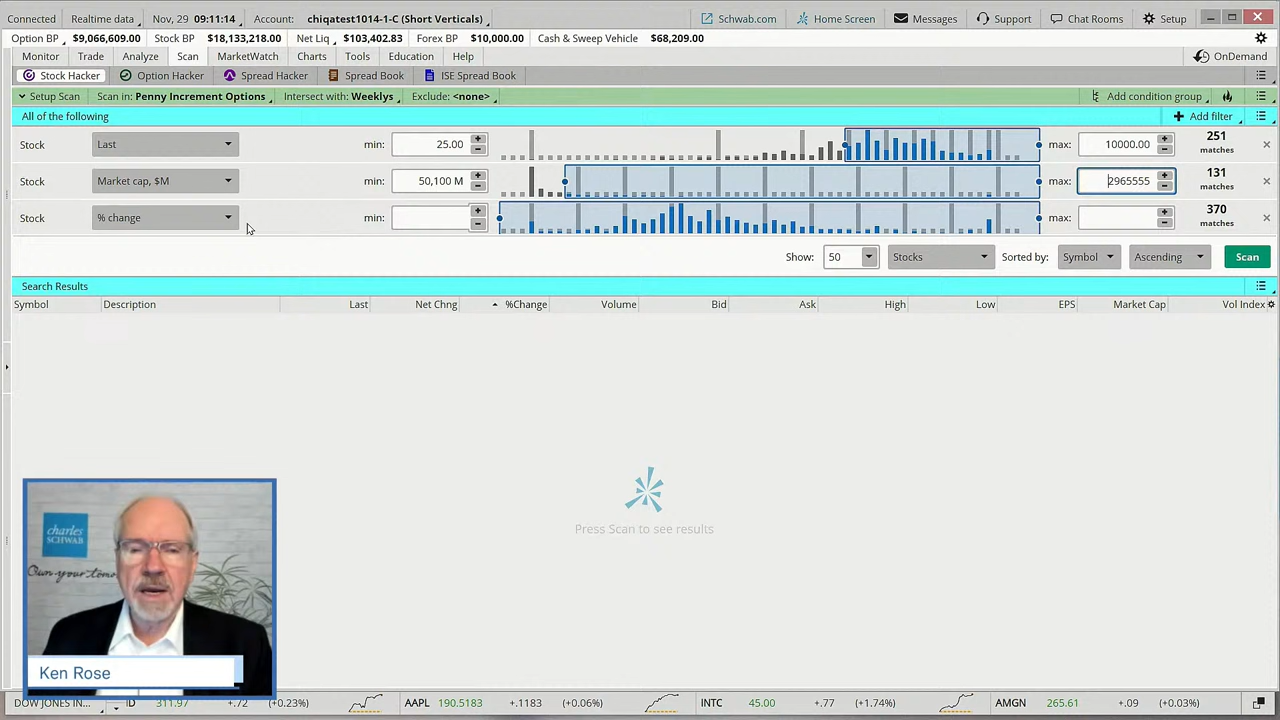 Connected Realtime data Nov, 29 09:11:14 Account: chiqatest1014-1-C (Short Verticals) Schwab.com Home Screen Messages Support Chat Rooms Setup
Option BP $9,066,609.00 Stock BP $18,133,218.00 Net Liq $103,402.83 Forex BP $10,000.00 Cash & Sweep Vehicle $68,209.00
Monitor Trade Analyze Scan MarketWatch Charts Tools Education Help OnDemand
Stock Hacker Option Hacker Spread Hacker Spread Book ISE Spread Book
Setup Scan Scan in: Penny Increment Options Intersect with: Weeklys Exclude: <none> Add condition group
All of the following Add filter
Stock Last min: 25.00 max: 10000.00 251 matches
Stock Market cap, $M min: 50,100 M max: 2965555 131 matches
Stock % change min: max: 370 matches
Show: 50 Stocks Sorted by: Symbol Ascending Scan
Search Results
Symbol Description Last Net Chng %Change Volume Bid Ask High Low EPS Market Cap Vol Index
Press Scan to see results
charles
SCHWAB
Own your tomo
Ken Rose
DOW JONES IN... ID 311.97 +.72 (+0.23%) AAPL 190.5183 +.1183 (+0.06%) INTC 45.00 +.77 (+1.74%) AMGN 265.61 +.09 (+0.03%)